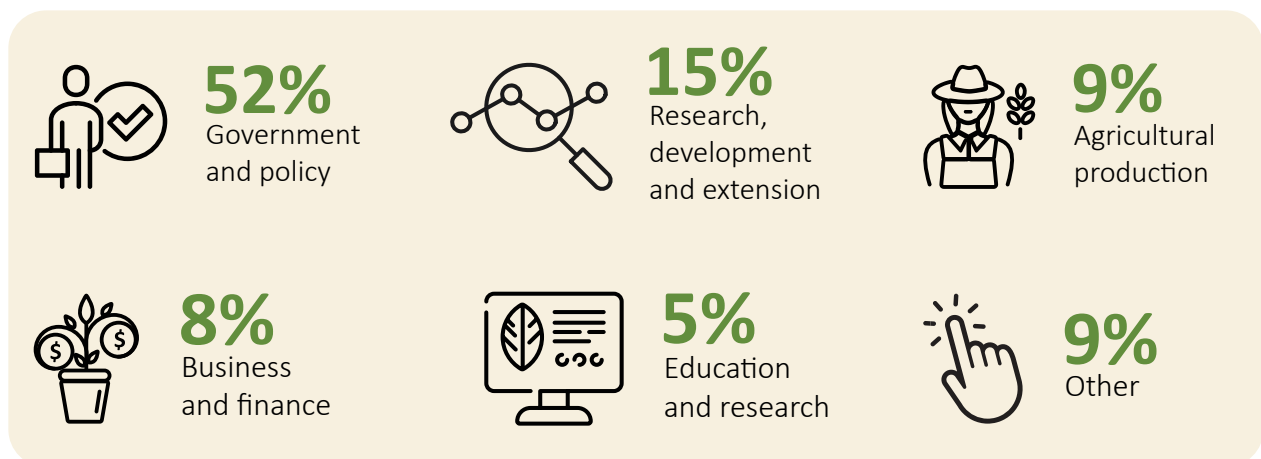 52%
Government
and policy
15%
Research,
development
and extension
9%
Agricultural
production
8%
Business
and finance
5%
Education
and research
9%
Other